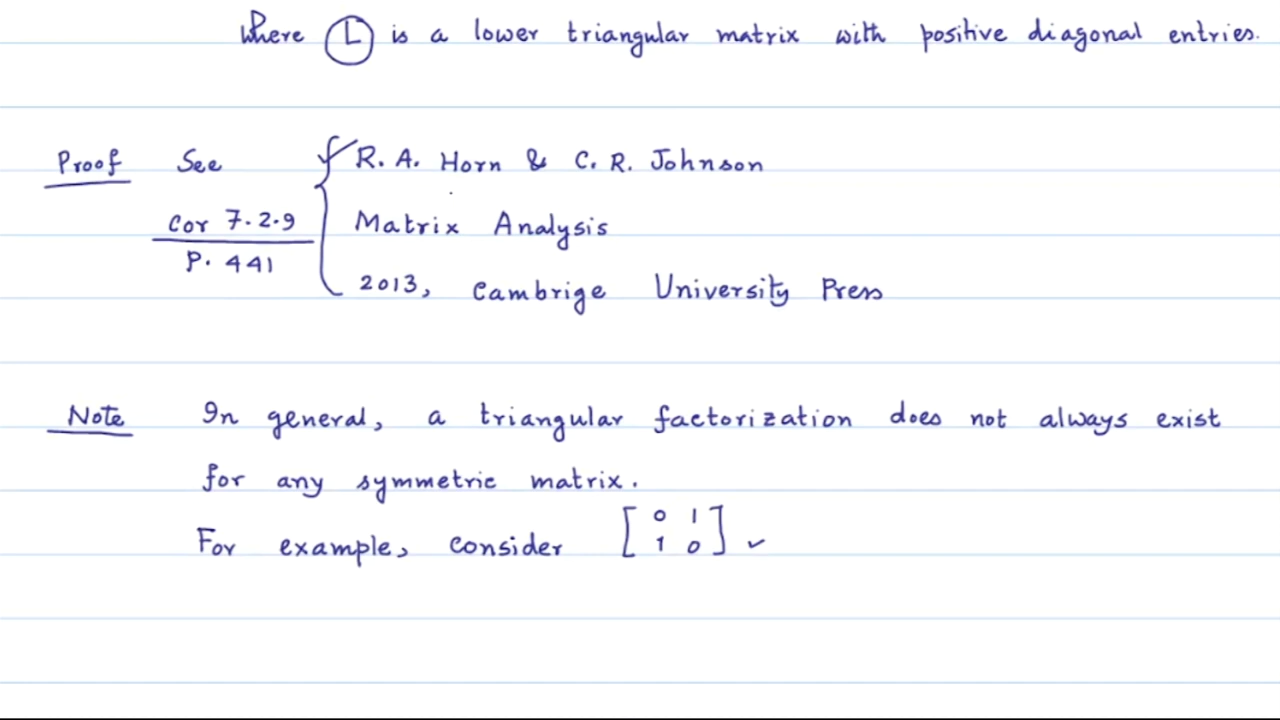 where L is a lower triangular matrix with positive diagonal entries.
Proof See R. A. Horn & C. R. Johnson
Cor 7.2.9 Matrix Analysis
P. 441
2013, Cambrige University Press
Note In general, a triangular factorization does not always exist
for any symmetric matrix.
For example, consider [ 0 1
1 0 ]